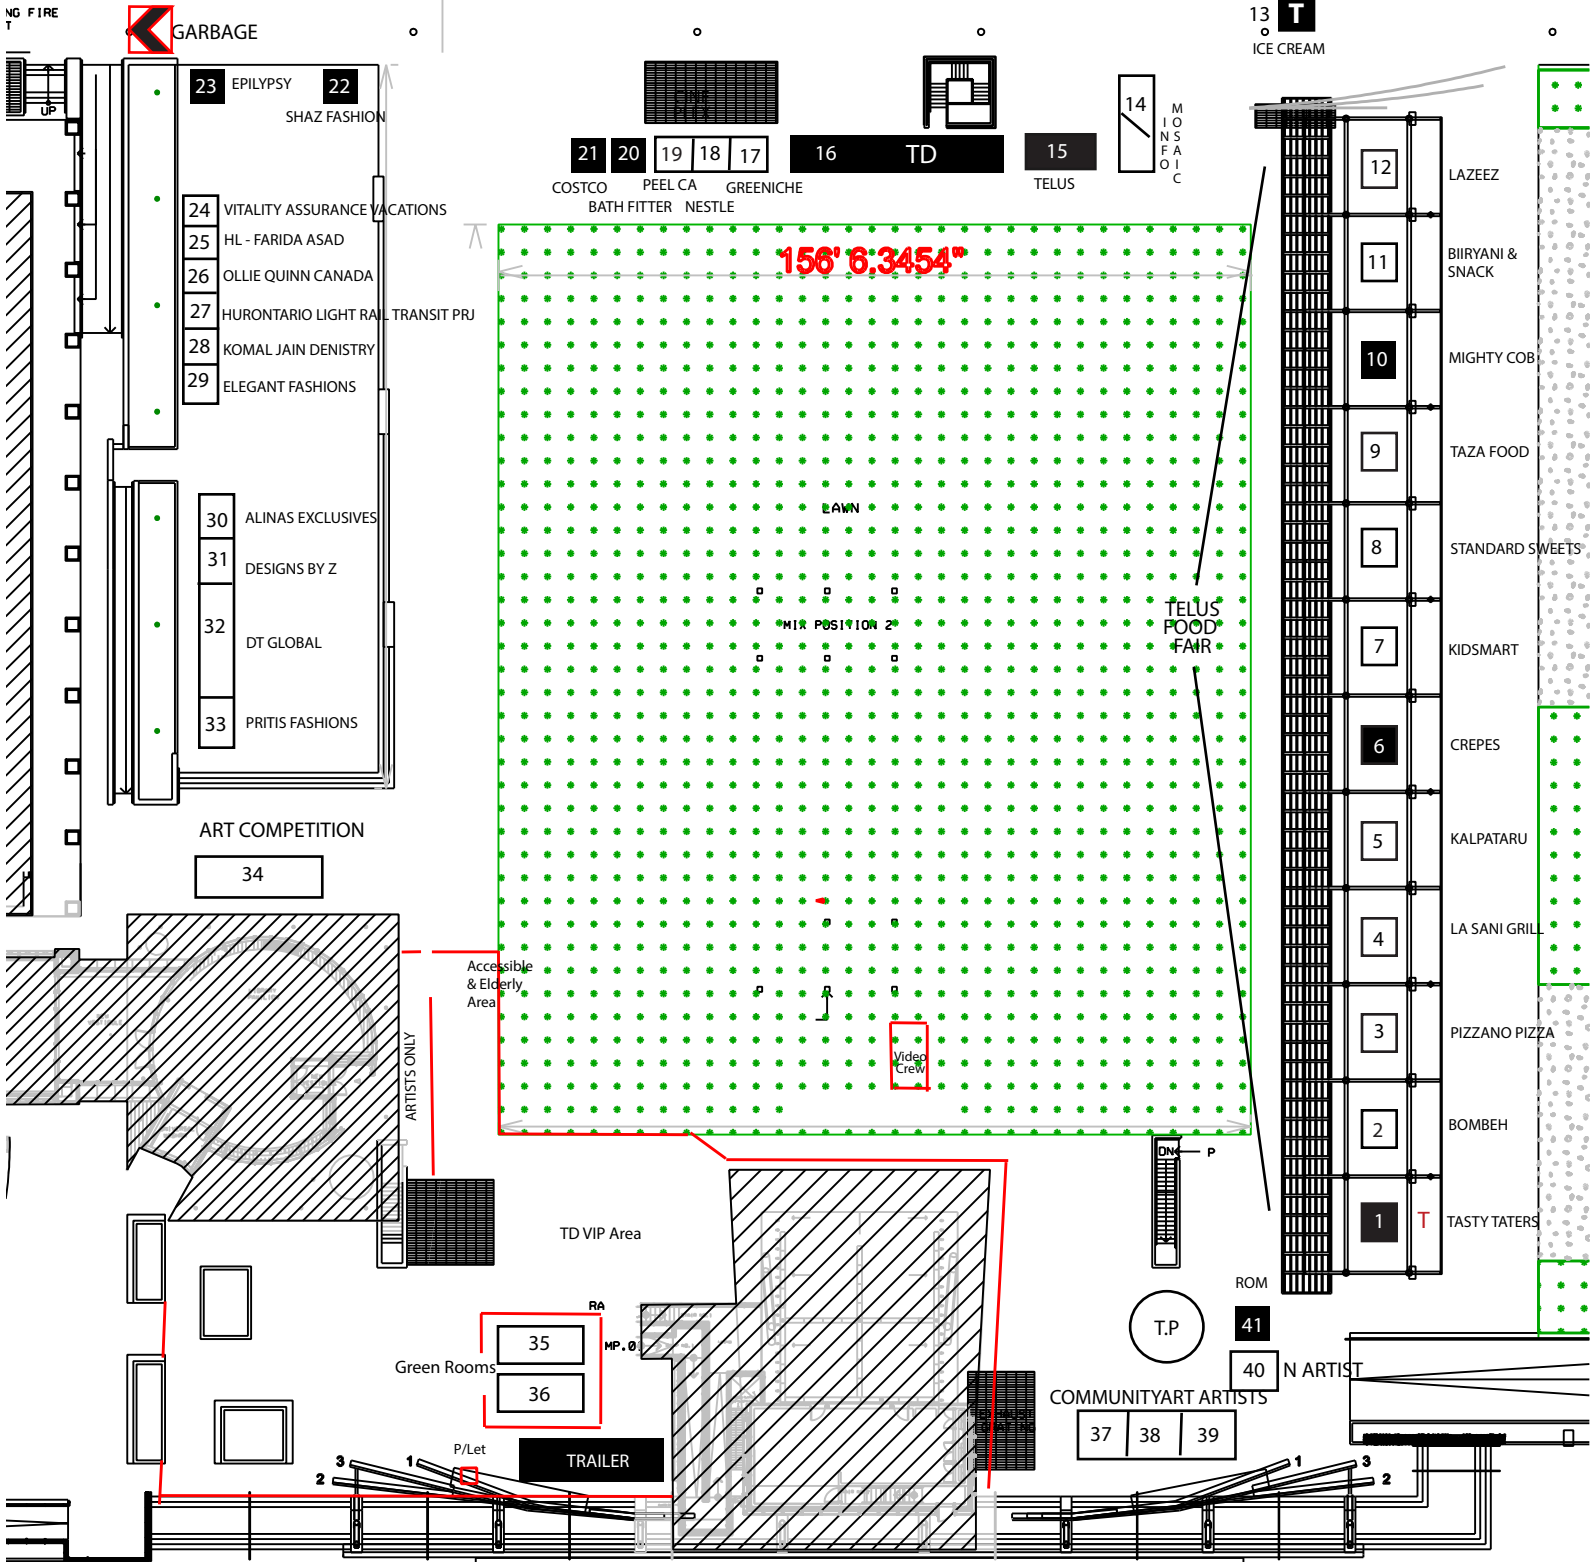 NG FIRE
T
GARBAGE
13 T
ICE CREAM
23 EPILYPSY 22
SHAZ FASHION
UP
14
INFO
MOSAIC
21 20 19 18 17 16 TD 15
COSTCO PEEL CA GREENICHE TELUS
BATH FITTER NESTLE
24 VITALITY ASSURANCE VACATIONS
25 HL - FARIDA ASAD
26 OLLIE QUINN CANADA
27 HURONTARIO LIGHT RAIL TRANSIT PRJ
28 KOMAL JAIN DENISTRY
29 ELEGANT FASHIONS
156' 6.3454"
12 LAZEEZ
11 BIIRYANI &
SNACK
10 MIGHTY COB
9 TAZA FOOD
8 STANDARD SWEETS
7 KIDSMART
6 CREPES
5 KALPATARU
4 LA SANI GRILL
3 PIZZANO PIZZA
2 BOMBEH
1 T TASTY TATERS
LAWN
MIX POSITION 2
TELUS
FOOD
FAIR
30 ALINAS EXCLUSIVES
31 DESIGNS BY Z
32 DT GLOBAL
33 PRITIS FASHIONS
ART COMPETITION
34
Accessible
& Elderly
Area
ARTISTS ONLY
Video
Crew
DN P
TD VIP Area
RA
MP.0
35
Green Rooms
36
P/Let
TRAILER
ROM
T.P 41
40 N ARTIST
COMMUNITYART ARTISTS
37 38 39
3 1 2
1 3 2